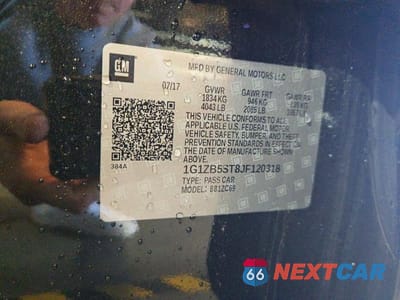 GM
MFD BY GENERAL MOTORS LLC
07/17
GVWR GAWR FRT GAWR RR
1834 KG 946 KG
4043 LB 2085 LB
THIS VEHICLE CONFORMS TO ALL
APPLICABLE U.S. FEDERAL MOTOR
VEHICLE SAFETY, BUMPER, AND THEFT
PREVENTION STANDARDS IN EFFECT ON
THE DATE OF MANUFACTURE SHOWN
ABOVE.
384A
1G1ZB5ST8JF120318
TYPE: PASS CAR
MODEL:
66 NEXTCAR